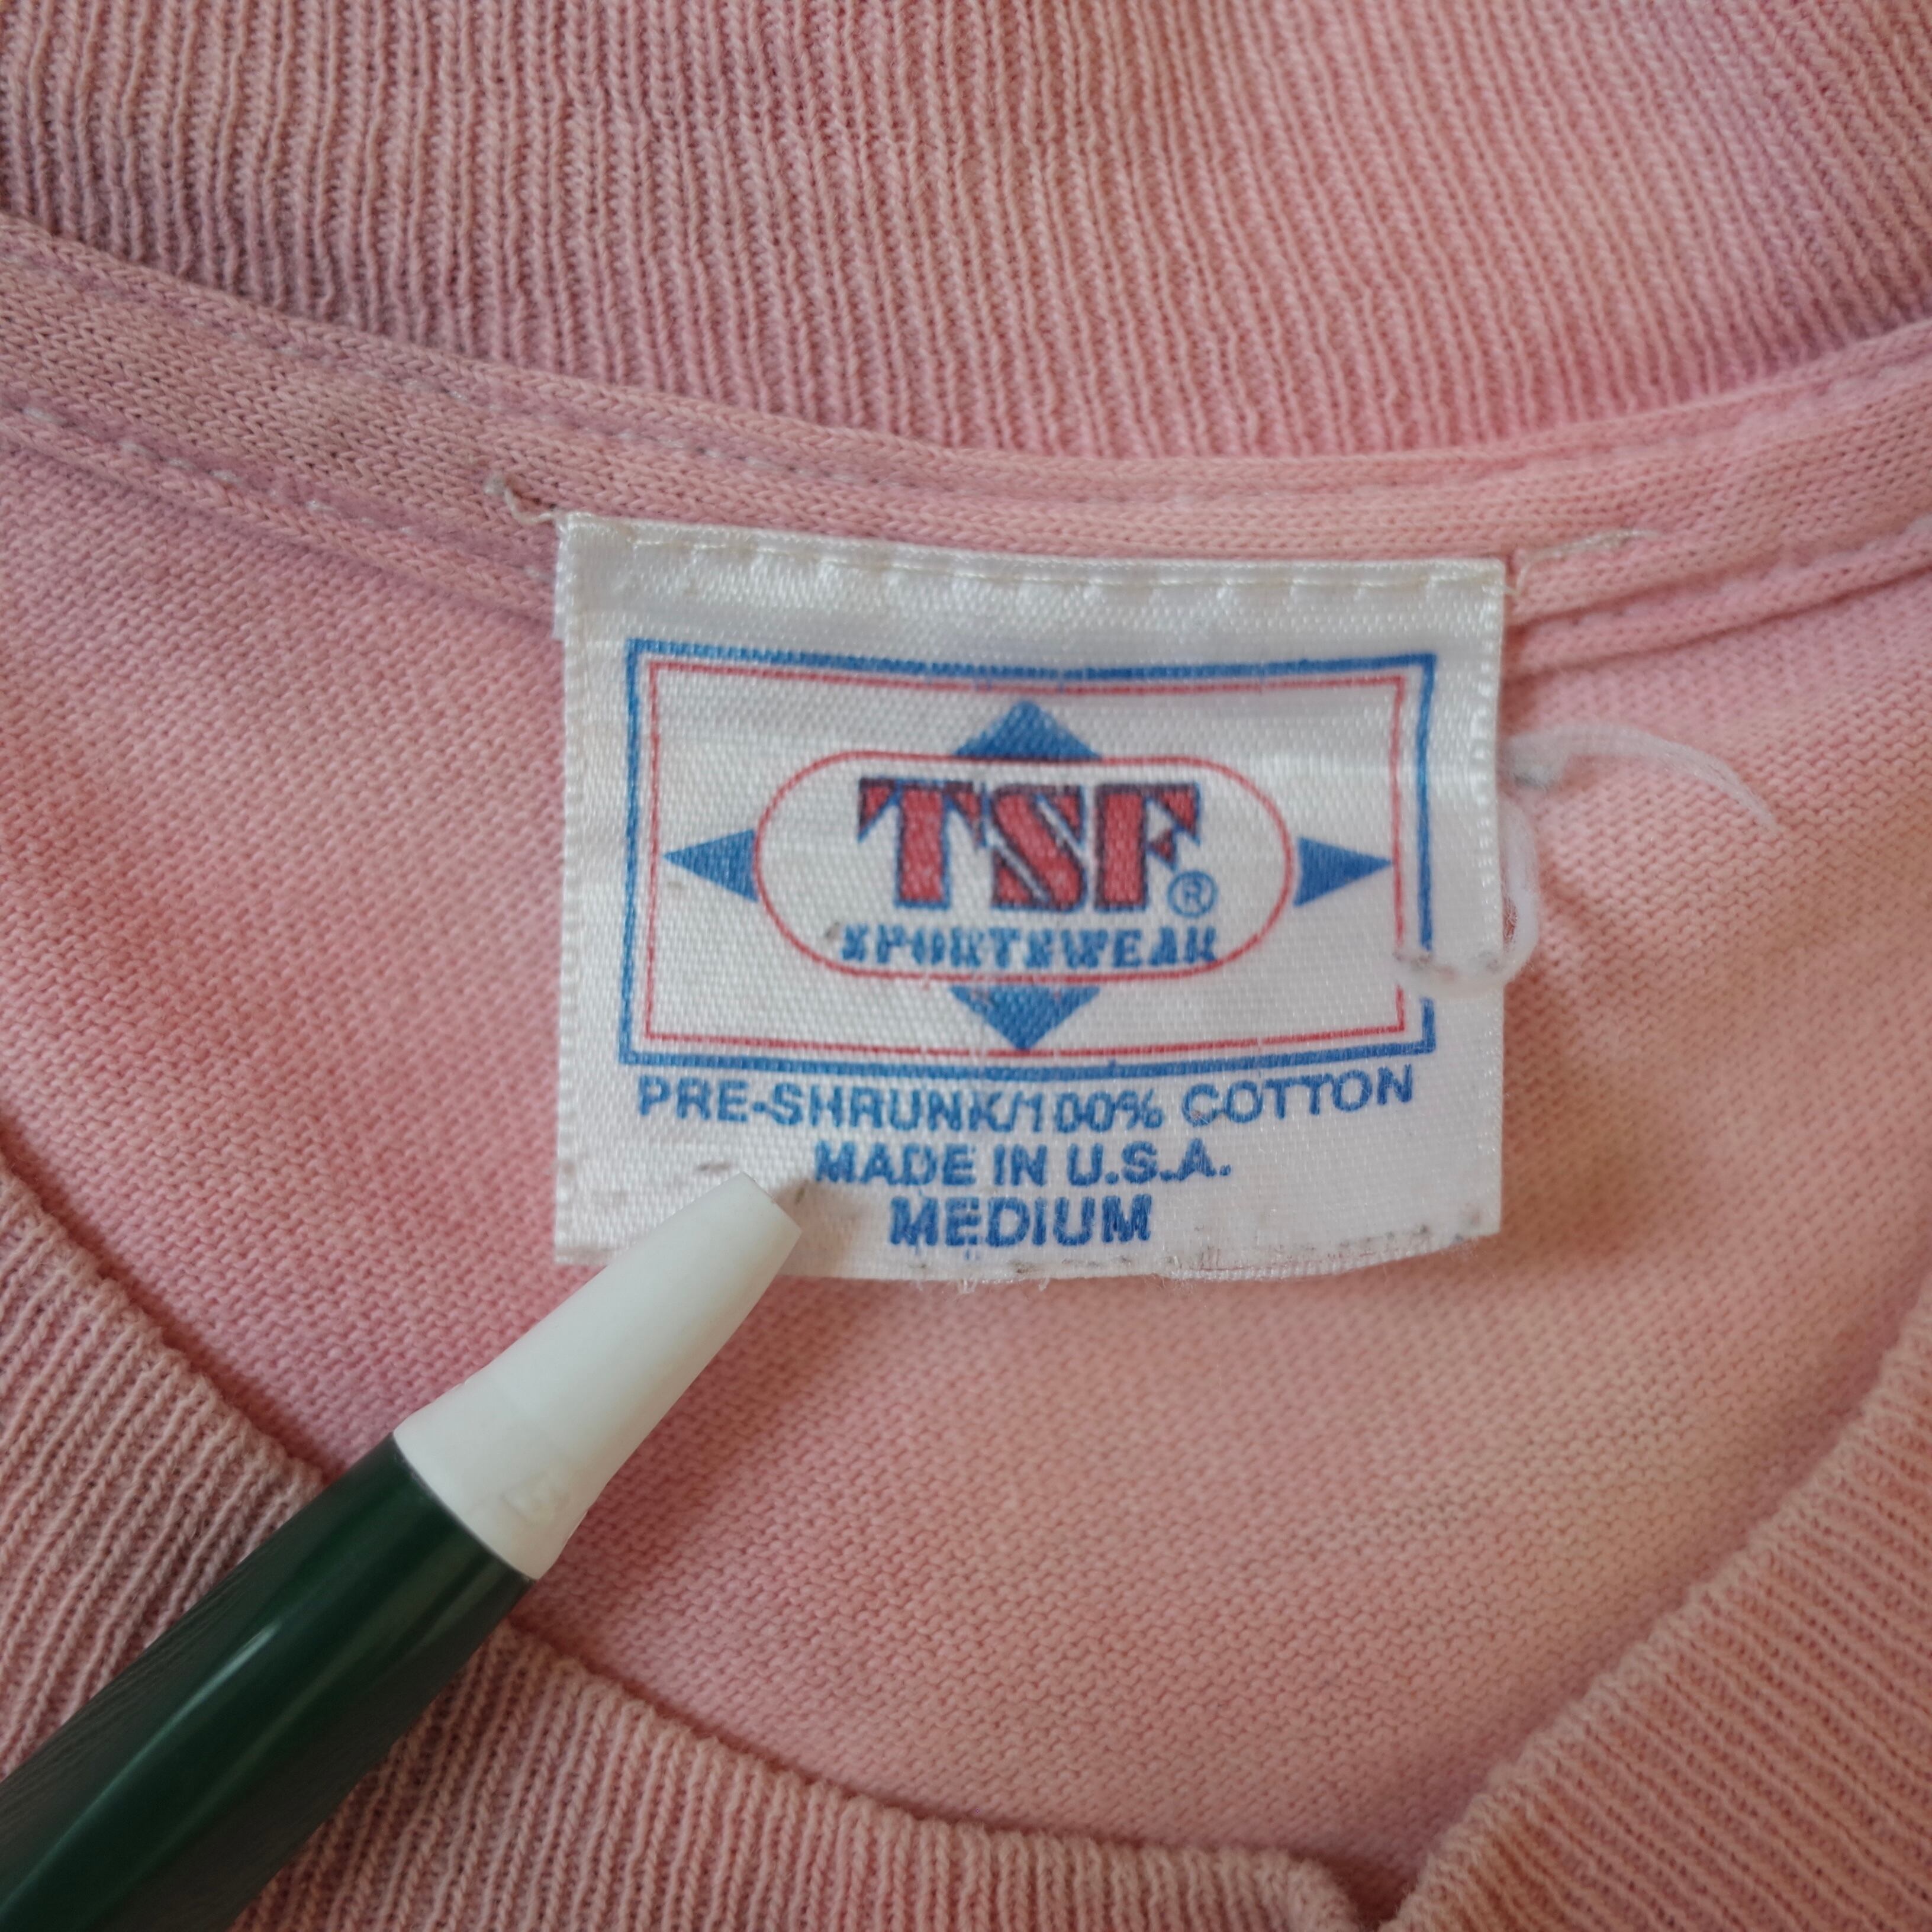 TSF®
SPORTSWEAR
PRE-SHRUNK/100% COTTON
MADE IN U.S.A.
MEDIUM